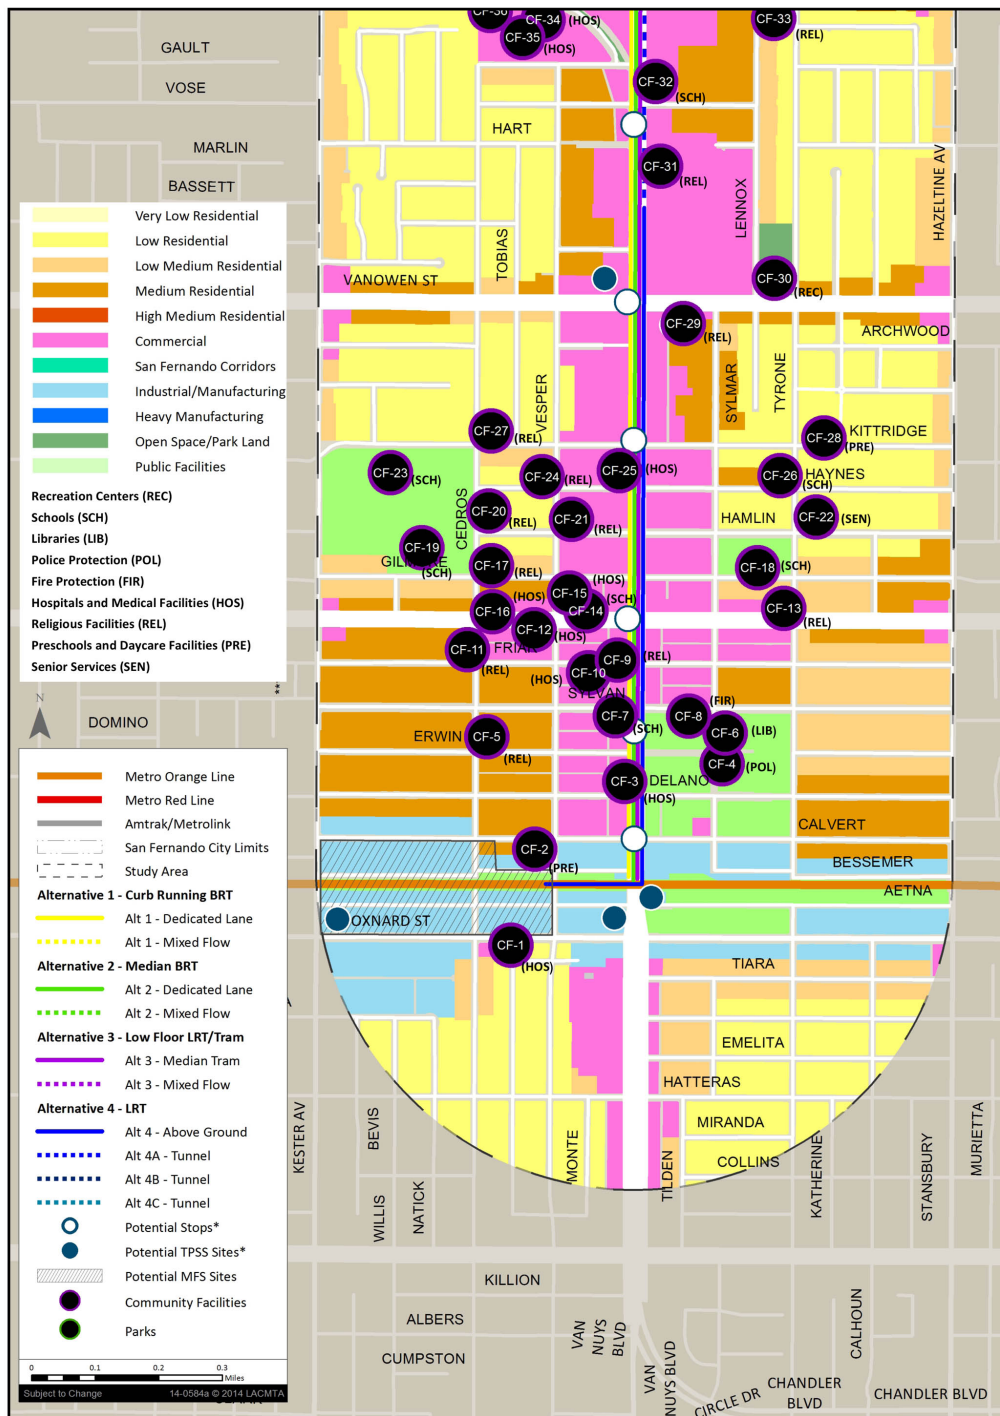 GAULT
VOSE
MARLIN
BASSETT
HART
TOBIAS
LENNOX
HAZELTINE AV
VANOWEN ST
ARCHWOOD
VESPER
SYLMAR
TYRONE
KITTRIDGE
HAYNES
HAMLIN
CEDROS
FRIAR
SYLVAN
ERWIN
DELANO
CALVERT
BESSEMER
AETNA
OXNARD ST
TIARA
EMELITA
HATTERAS
MIRANDA
COLLINS
DOMINO
KESTER AV
BEVIS
WILLIS
NATICK
MONTE
TILDEN
KATHERINE
STANSBURY
MURIETTA
KILLION
ALBERS
CUMPSTON
VAN NUYS BLVD
VAN NUYS BLVD
CIRCLE DR
CHANDLER BLVD
CALHOUN
CHANDLER BLVD
CF-34 (HOS)
CF-35 (HOS)
CF-33 (REL)
CF-32 (SCH)
CF-31 (REL)
CF-30 (REC)
CF-29 (REL)
CF-28 (PRE)
CF-27 (REL)
CF-26 (SCH)
CF-25 (HOS)
CF-24 (REL)
CF-23 (SCH)
CF-22 (SEN)
CF-21 (REL)
CF-20 (REL)
CF-19 (SCH)
CF-18 (SCH)
CF-17 (REL)
CF-16 (HOS)
CF-15 (HOS)
CF-14 (SCH)
CF-13 (REL)
CF-12 (HOS)
CF-11 (REL)
CF-10 (HOS)
CF-9 (REL)
CF-8 (FIR)
CF-7 (SCH)
CF-6 (LIB)
CF-5 (REL)
CF-4 (POL)
CF-3 (HOS)
CF-2 (PRE)
CF-1 (HOS)
Very Low Residential
Low Residential
Low Medium Residential
Medium Residential
High Medium Residential
Commercial
San Fernando Corridors
Industrial/Manufacturing
Heavy Manufacturing
Open Space/Park Land
Public Facilities
Recreation Centers (REC)
Schools (SCH)
Libraries (LIB)
Police Protection (POL)
Fire Protection (FIR)
Hospitals and Medical Facilities (HOS)
Religious Facilities (REL)
Preschools and Daycare Facilities (PRE)
Senior Services (SEN)
N
Metro Orange Line
Metro Red Line
Amtrak/Metrolink
San Fernando City Limits
Study Area
Alternative 1 - Curb Running BRT
Alt 1 - Dedicated Lane
Alt 1 - Mixed Flow
Alternative 2 - Median BRT
Alt 2 - Dedicated Lane
Alt 2 - Mixed Flow
Alternative 3 - Low Floor LRT/Tram
Alt 3 - Median Tram
Alt 3 - Mixed Flow
Alternative 4 - LRT
Alt 4 - Above Ground
Alt 4A - Tunnel
Alt 4B - Tunnel
Alt 4C - Tunnel
Potential Stops*
Potential TPSS Sites*
Potential MFS Sites
Community Facilities
Parks
0 0.1 0.2 0.3
Miles
Subject to Change 14-0584a © 2014 LACMTA